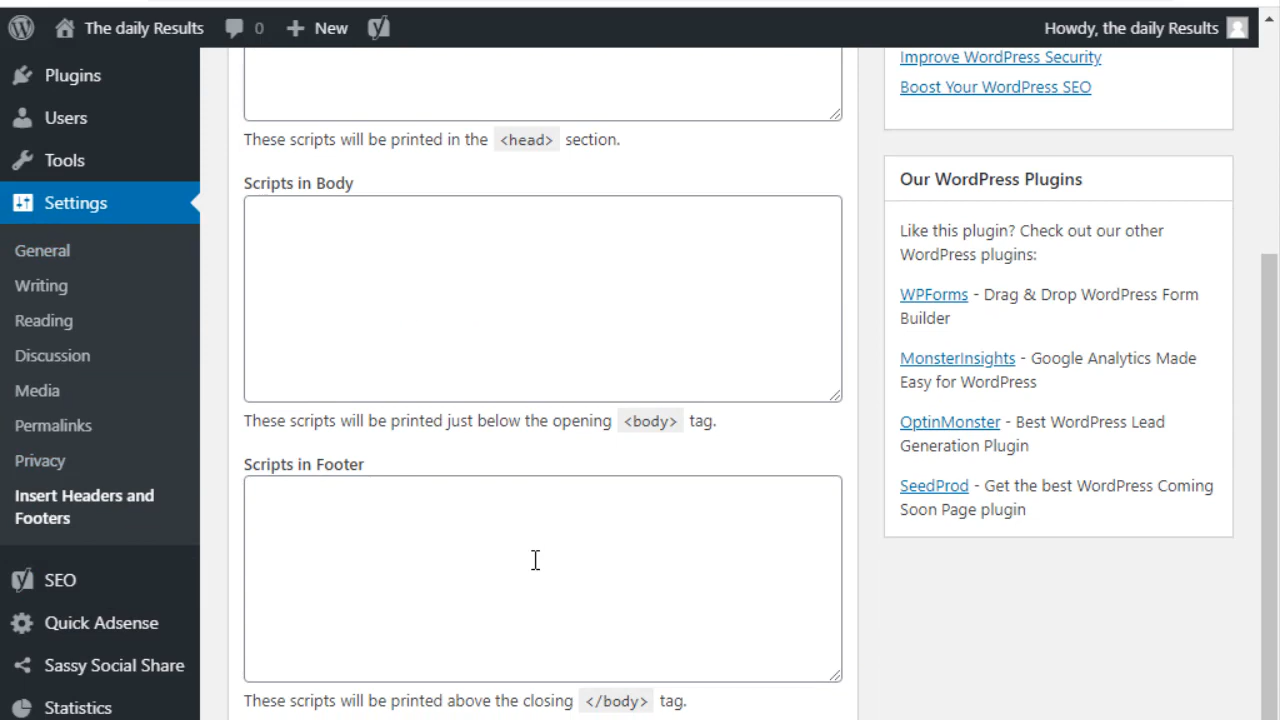 The daily Results 0 New Howdy, the daily Results
Plugins
Users
Tools
Settings
General
Writing
Reading
Discussion
Media
Permalinks
Privacy
Insert Headers and
Footers
SEO
Quick Adsense
Sassy Social Share
Statistics
These scripts will be printed in the <head> section.
Scripts in Body
These scripts will be printed just below the opening <body> tag.
Scripts in Footer
These scripts will be printed above the closing </body> tag.
Improve WordPress Security
Boost Your WordPress SEO
Our WordPress Plugins
Like this plugin? Check out our other
WordPress plugins:
WPForms - Drag & Drop WordPress Form
Builder
MonsterInsights - Google Analytics Made
Easy for WordPress
OptinMonster - Best WordPress Lead
Generation Plugin
SeedProd - Get the best WordPress Coming
Soon Page plugin